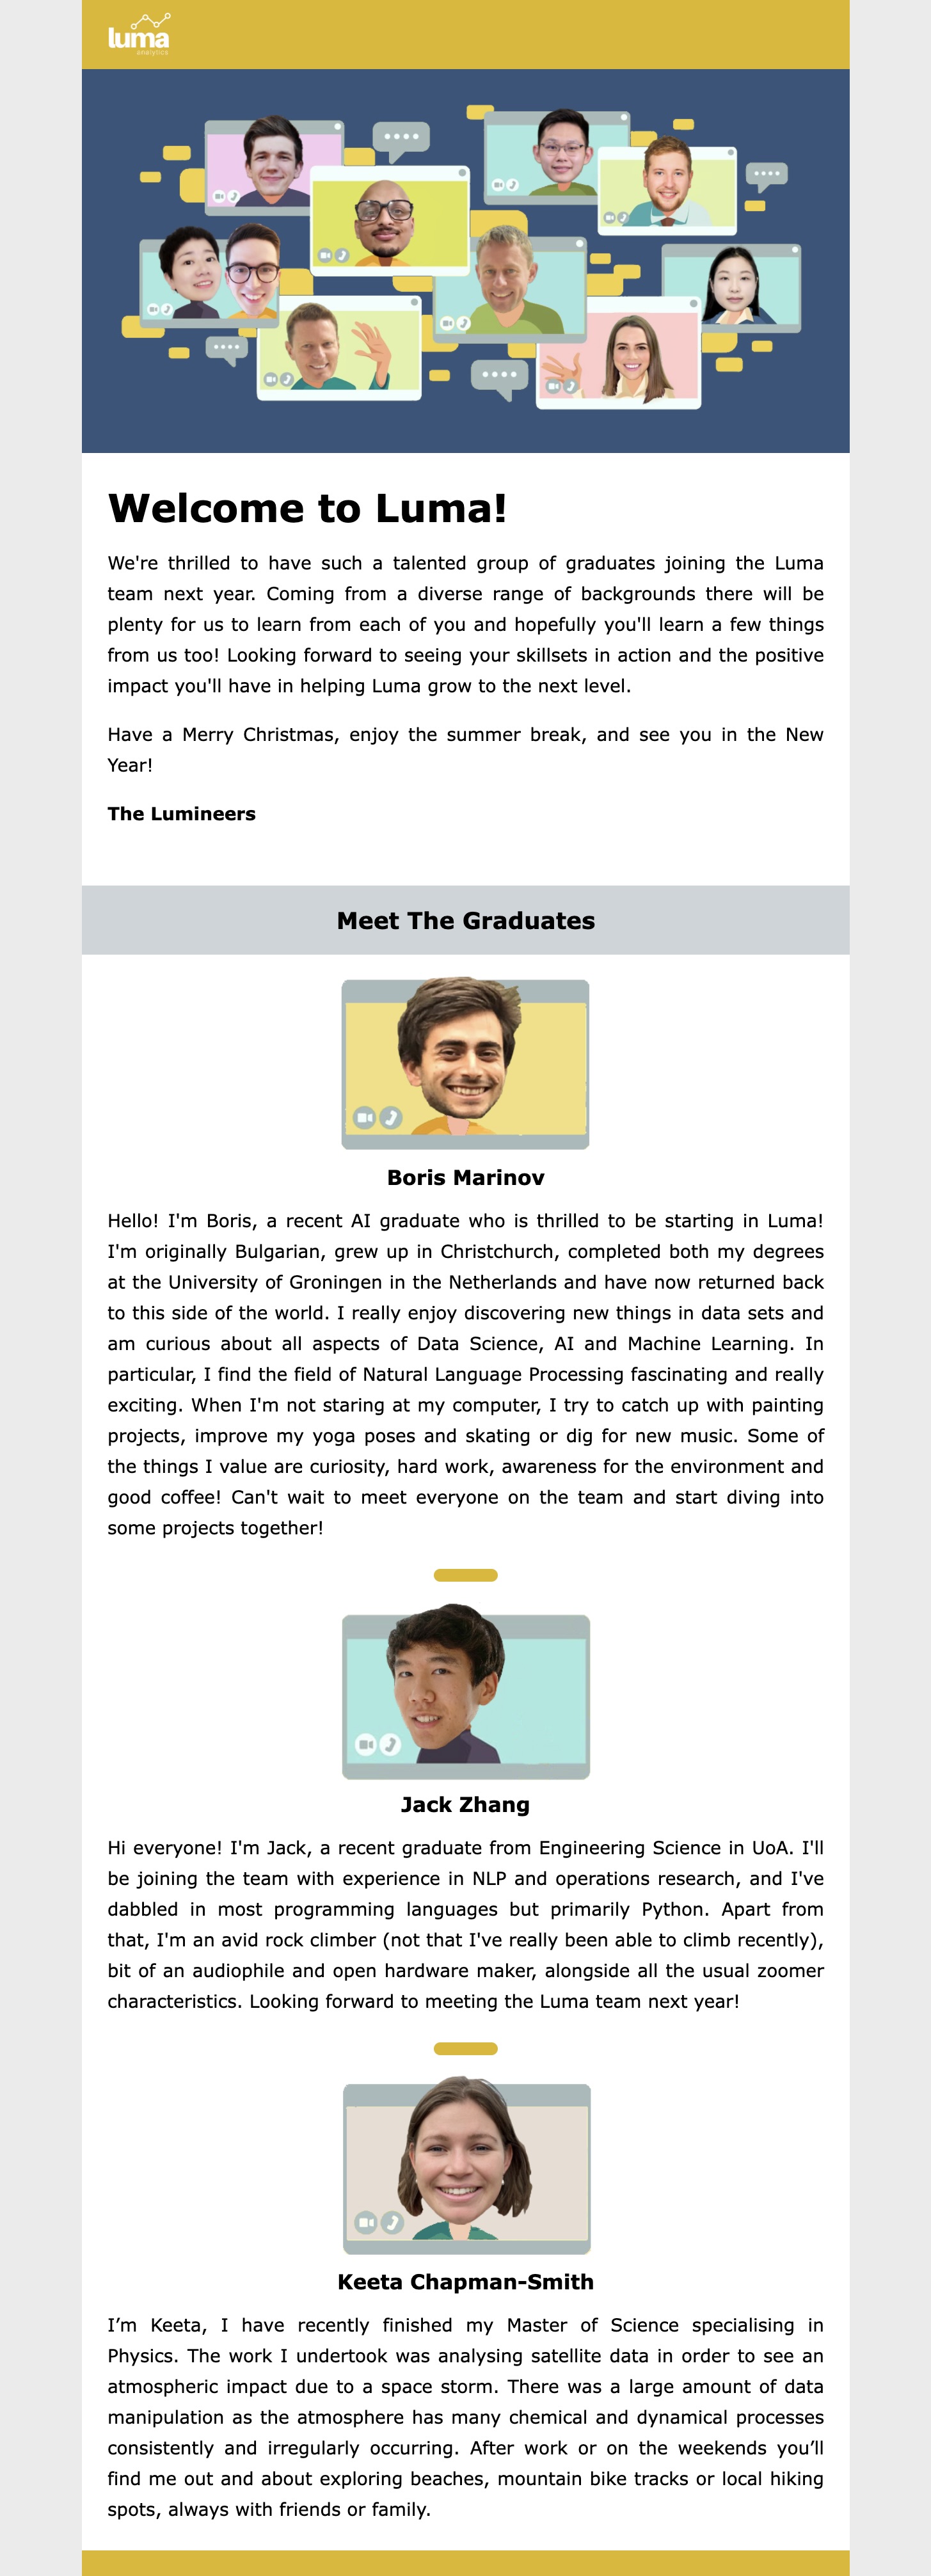 luma
analytics
Welcome to Luma!
We're thrilled to have such a talented group of graduates joining the Luma
team next year. Coming from a diverse range of backgrounds there will be
plenty for us to learn from each of you and hopefully you'll learn a few things
from us too! Looking forward to seeing your skillsets in action and the positive
impact you'll have in helping Luma grow to the next level.
Have a Merry Christmas, enjoy the summer break, and see you in the New
Year!
The Lumineers
Meet The Graduates
Boris Marinov
Hello! I'm Boris, a recent AI graduate who is thrilled to be starting in Luma!
I'm originally Bulgarian, grew up in Christchurch, completed both my degrees
at the University of Groningen in the Netherlands and have now returned back
to this side of the world. I really enjoy discovering new things in data sets and
am curious about all aspects of Data Science, AI and Machine Learning. In
particular, I find the field of Natural Language Processing fascinating and really
exciting. When I'm not staring at my computer, I try to catch up with painting
projects, improve my yoga poses and skating or dig for new music. Some of
the things I value are curiosity, hard work, awareness for the environment and
good coffee! Can't wait to meet everyone on the team and start diving into
some projects together!
Jack Zhang
Hi everyone! I'm Jack, a recent graduate from Engineering Science in UoA. I'll
be joining the team with experience in NLP and operations research, and I've
dabbled in most programming languages but primarily Python. Apart from
that, I'm an avid rock climber (not that I've really been able to climb recently),
bit of an audiophile and open hardware maker, alongside all the usual zoomer
characteristics. Looking forward to meeting the Luma team next year!
Keeta Chapman-Smith
I’m Keeta, I have recently finished my Master of Science specialising in
Physics. The work I undertook was analysing satellite data in order to see an
atmospheric impact due to a space storm. There was a large amount of data
manipulation as the atmosphere has many chemical and dynamical processes
consistently and irregularly occurring. After work or on the weekends you’ll
find me out and about exploring beaches, mountain bike tracks or local hiking
spots, always with friends or family.